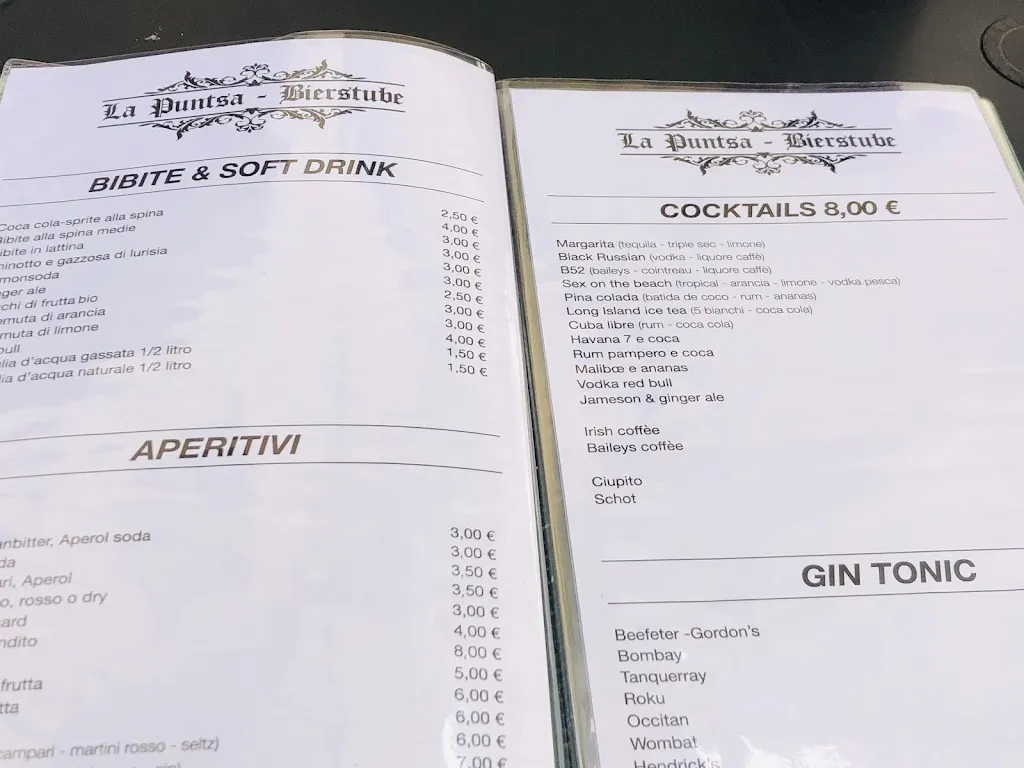 La Puntsa - Bierstube
BIBITE & SOFT DRINK
Coca cola-sprite alla spina 2,50 €
Bibite alla spina medie 4,00 €
ibite in lattina 3,00 €
inotto e gazzosa di lurisia 3,00 €
monsoda 3,00 €
ger ale 3,00 €
chi di frutta bio 2,50 €
emuta di arancia 3,00 €
muta di limone 3,00 €
bull 4,00 €
lia d'acqua gassata 1/2 litro 1,50 €
lia d'acqua naturale 1/2 litro 1,50 €
APERITIVI
nbitter, Aperol soda 3,00 €
da 3,00 €
ari, Aperol 3,50 €
o, rosso o dry 3,50 €
ard 3,00 €
ndito 4,00 €
8,00 €
frutta 5,00 €
tta 6,00 €
6,00 €
campari - martini rosso - seltz) 6,00 €
7,00 €
La Puntsa - Bierstube
COCKTAILS 8,00 €
Margarita (tequila - triple sec - limone)
Black Russian (vodka - liquore caffè)
B52 (baileys - cointreau - liquore caffè)
Sex on the beach (tropical - arancia - limone - vodka pesca)
Pina colada (batida de coco - rum - ananas)
Long Island ice tea (5 bianchi - coca cola)
Cuba libre (rum - coca cola)
Havana 7 e coca
Rum pampero e coca
Malibœ e ananas
Vodka red bull
Jameson & ginger ale
Irish coffèe
Baileys coffèe
Ciupito
Schot
GIN TONIC
Beefeter -Gordon's
Bombay
Tanquerray
Roku
Occitan
Wombat
Hendrick's